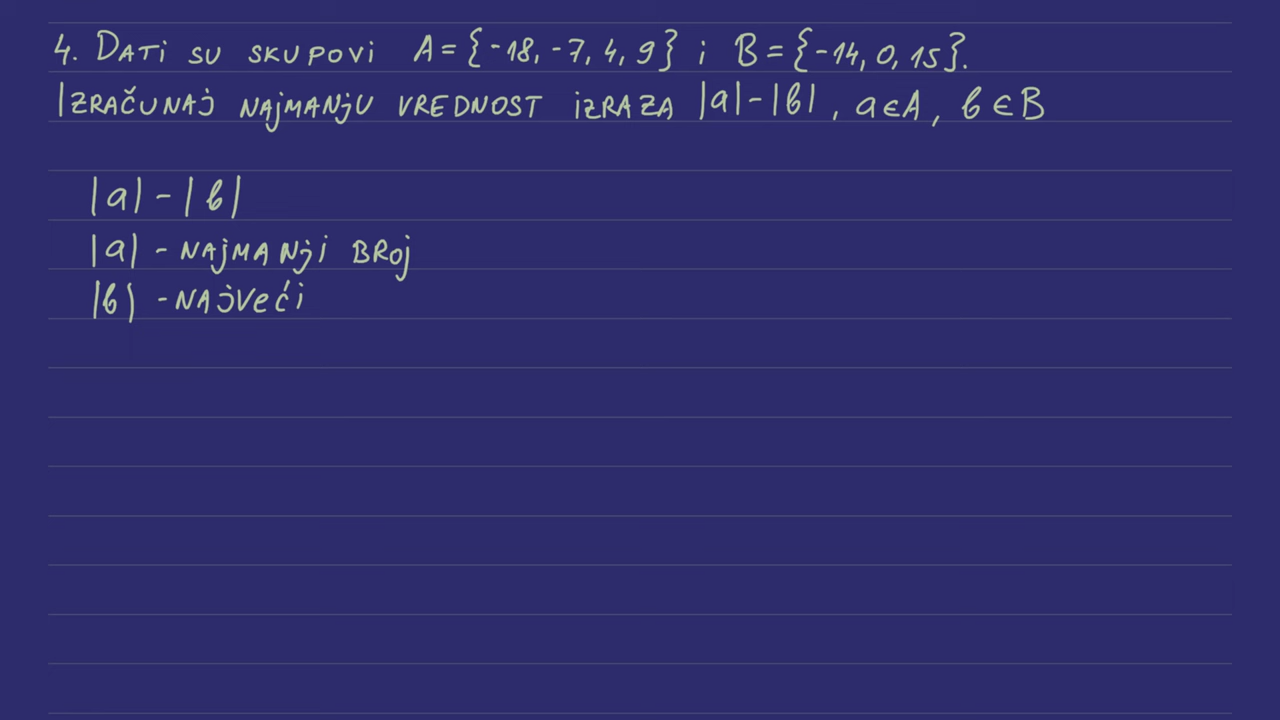 4. DATI SU SKUPOVI A={-18, -7, 4, 9} i B={-14, 0, 15}.
IZRAČUNAJ NAJMANJU VREDNOST IZRAZA |a|-|b|, a∈A, b∈B
|a|-|b|
|a| - NAJMANJI BROJ
|b| - NAJVEĆI